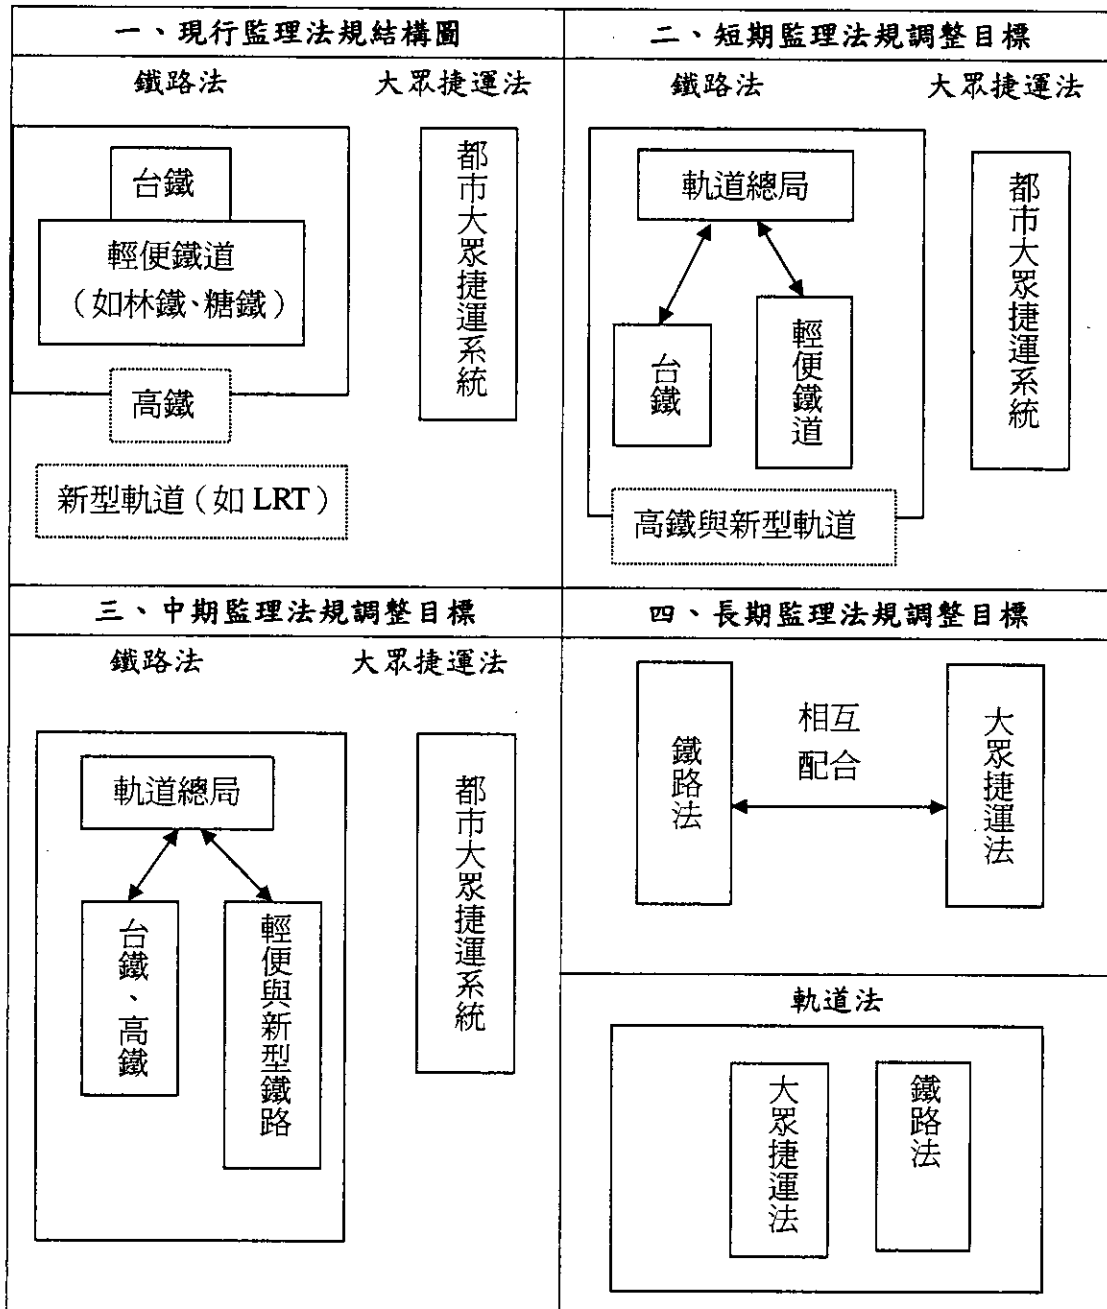 一、現行監理法規結構圖
鐵路法
大眾捷運法
台鐵
輕便鐵道
（如林鐵、糖鐵）
高鐵
新型軌道（如 LRT）
都市大眾捷運系統
二、短期監理法規調整目標
鐵路法
大眾捷運法
軌道總局
台鐵
輕便鐵道
高鐵與新型軌道
都市大眾捷運系統
三、中期監理法規調整目標
鐵路法
大眾捷運法
軌道總局
台鐵、高鐵
輕便與新型鐵路
都市大眾捷運系統
四、長期監理法規調整目標
鐵路法
相互
配合
大眾捷運法
軌道法
大眾捷運法
鐵路法